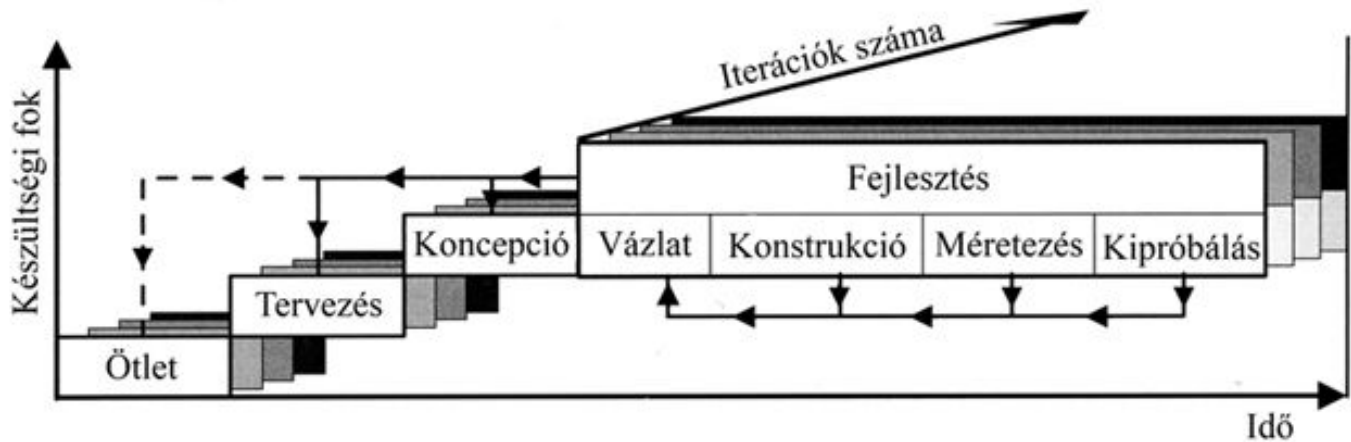 Iterációk száma
Készültségi fok
Fejlesztés
Koncepció
Vázlat
Konstrukció
Méretezés
Kipróbálás
Tervezés
Ötlet
Idő